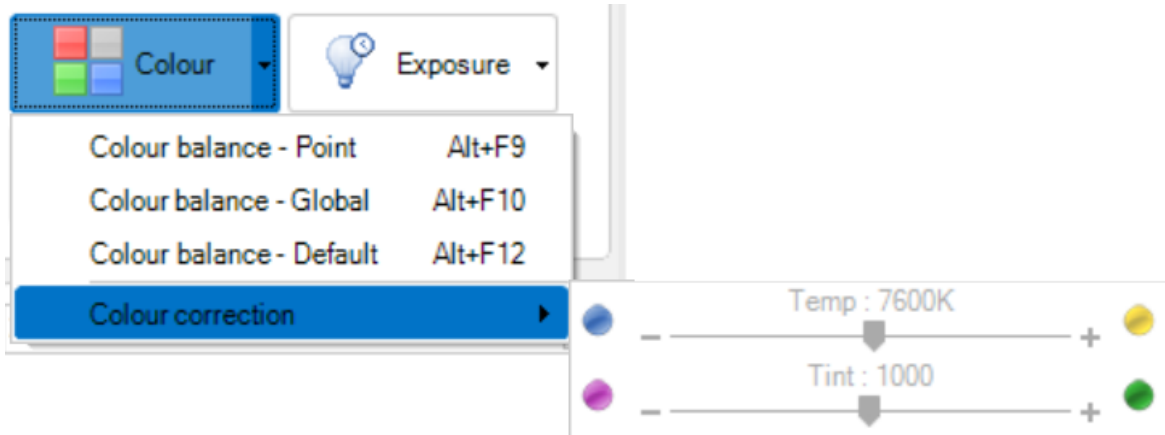 Colour Exposure
Colour balance - Point Alt+F9
Colour balance - Global Alt+F10
Colour balance - Default Alt+F12
Colour correction
Temp : 7600K
- +
Tint : 1000
- +